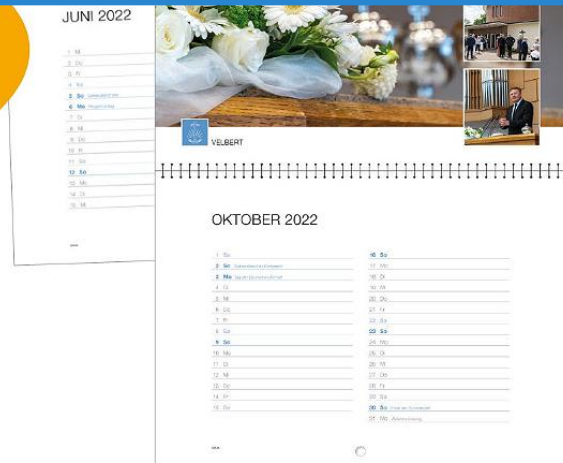 JUNI 2022
1 Mi
2 Do
3 Fr
4 Sa
5 So
6 Mo Pfingstmontag
7 Di
8 Mi
9 Do
10 Fr
11 Sa
12 So
13 Mo
14 Di
15 Mi
VELBERT
OKTOBER 2022
1 Sa
2 So
3 Mo Tag der Deutschen Einheit
4 Di
5 Mi
6 Do
7 Fr
8 Sa
9 So
10 Mo
11 Di
12 Mi
13 Do
14 Fr
15 Sa
16 So
17 Mo
18 Di
19 Mi
20 Do
21 Fr
22 Sa
23 So
24 Mo
25 Di
26 Mi
27 Do
28 Fr
29 Sa
30 So
31 Mo